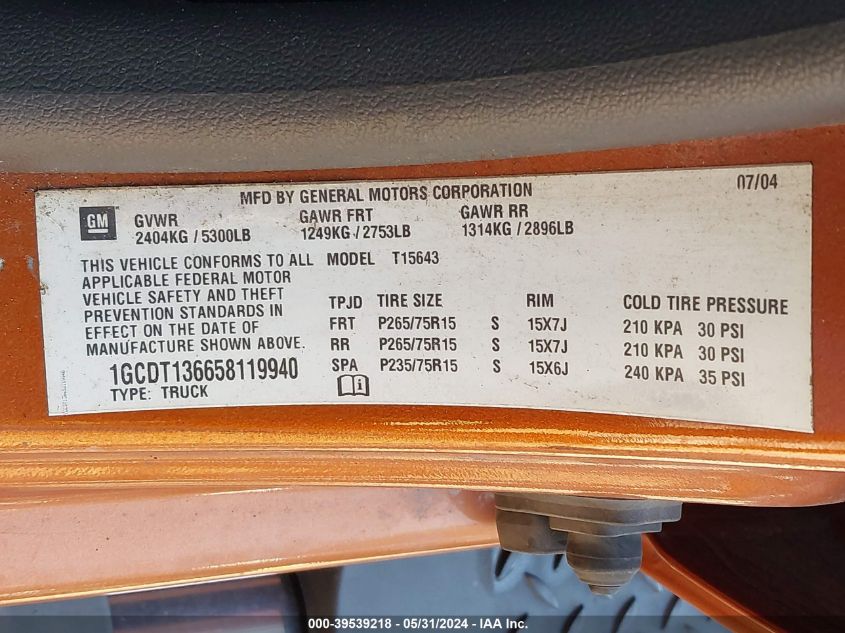 MFD BY GENERAL MOTORS CORPORATION 07/04
GM GVWR GAWR FRT GAWR RR
2404KG / 5300LB 1249KG / 2753LB 1314KG / 2896LB
THIS VEHICLE CONFORMS TO ALL MODEL T15643
APPLICABLE FEDERAL MOTOR
VEHICLE SAFETY AND THEFT
PREVENTION STANDARDS IN
EFFECT ON THE DATE OF
MANUFACTURE SHOWN ABOVE.
1GCDT136658119940
TYPE: TRUCK
TPJD TIRE SIZE RIM COLD TIRE PRESSURE
FRT P265/75R15 S 15X7J 210 KPA 30 PSI
RR P265/75R15 S 15X7J 210 KPA 30 PSI
SPA P235/75R15 S 15X6J 240 KPA 35 PSI
000-39539218 - 05/31/2024 - IAA Inc.